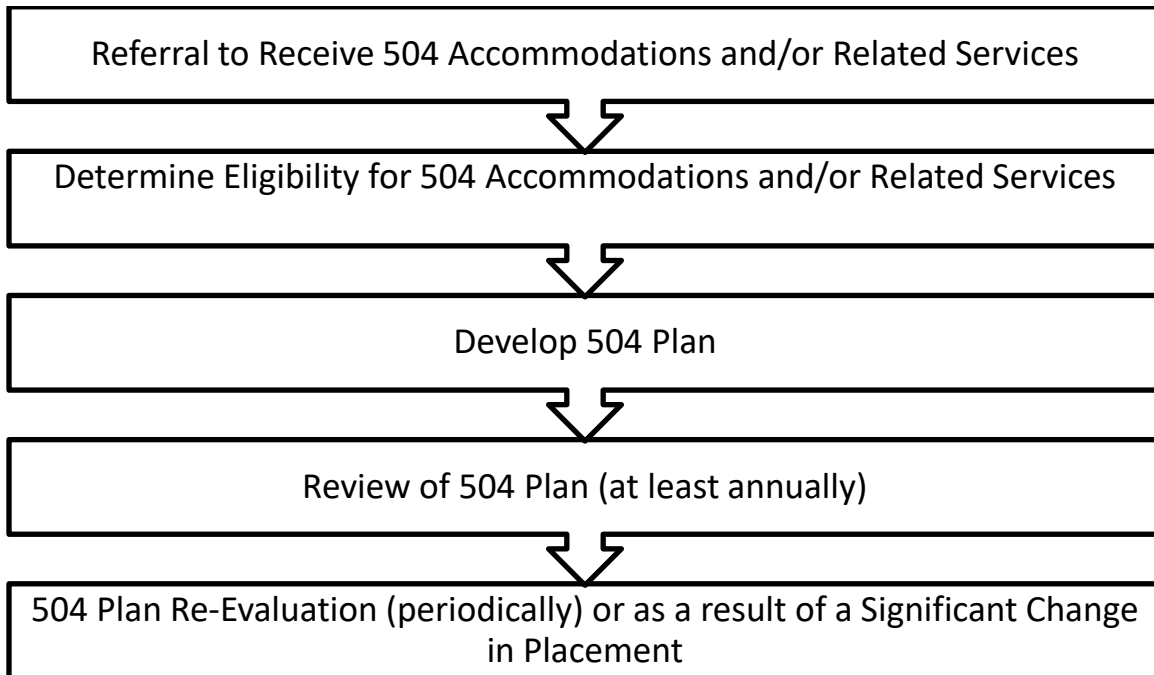 Referral to Receive 504 Accommodations and/or Related Services
Determine Eligibility for 504 Accommodations and/or Related Services
Develop 504 Plan
Review of 504 Plan (at least annually)
504 Plan Re-Evaluation (periodically) or as a result of a Significant Change
in Placement